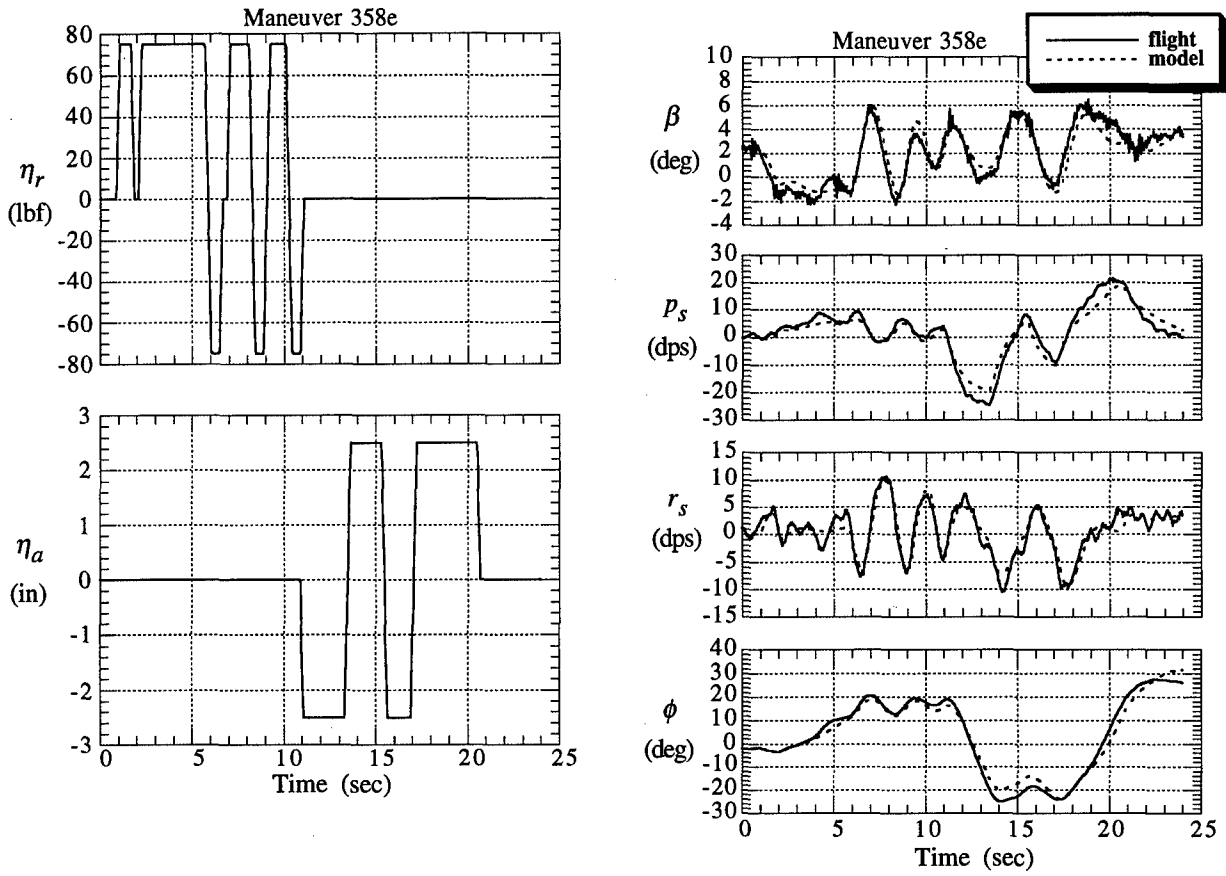 Maneuver 358e
80
60
40
20
0
-20
-40
-60
-80
η_r
(lbf)
3
2
1
0
-1
-2
-3
η_a
(in)
0 5 10 15 20 25
Time (sec)
Maneuver 358e
flight
model
10
8
6
4
2
0
-2
-4
β
(deg)
30
20
10
0
-10
-20
-30
p_s
(dps)
15
10
5
0
-5
-10
-15
r_s
(dps)
40
30
20
10
0
-10
-20
-30
φ
(deg)
0 5 10 15 20 25
Time (sec)